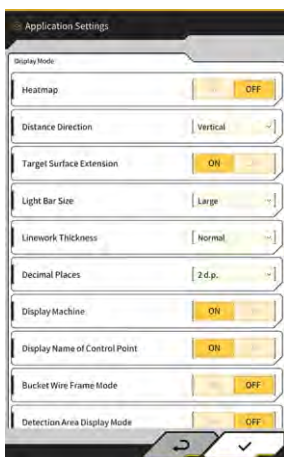 Application Settings
Display Mode
Heatmap OFF
Distance Direction Vertical
Target Surface Extension ON
Light Bar Size Large
Linework Thickness Normal
Decimal Places 2 d.p.
Display Machine ON
Display Name of Control Point ON
Bucket Wire Frame Mode OFF
Detection Area Display Mode OFF